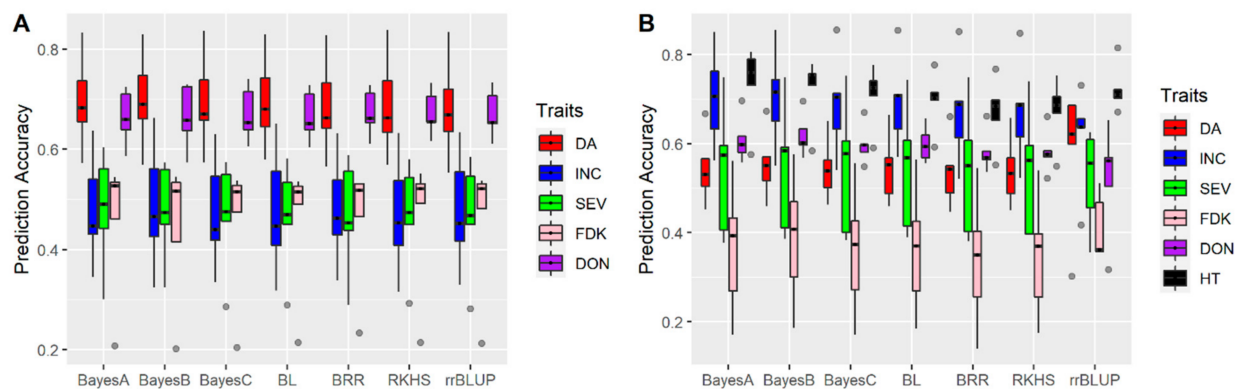 A
Prediction Accuracy
0.8
0.6
0.4
0.2
BayesA BayesB BayesC BL BRR RKHS rrBLUP
Traits
DA
INC
SEV
FDK
DON
B
Prediction Accuracy
0.8
0.6
0.4
0.2
BayesA BayesB BayesC BL BRR RKHS rrBLUP
Traits
DA
INC
SEV
FDK
DON
HT